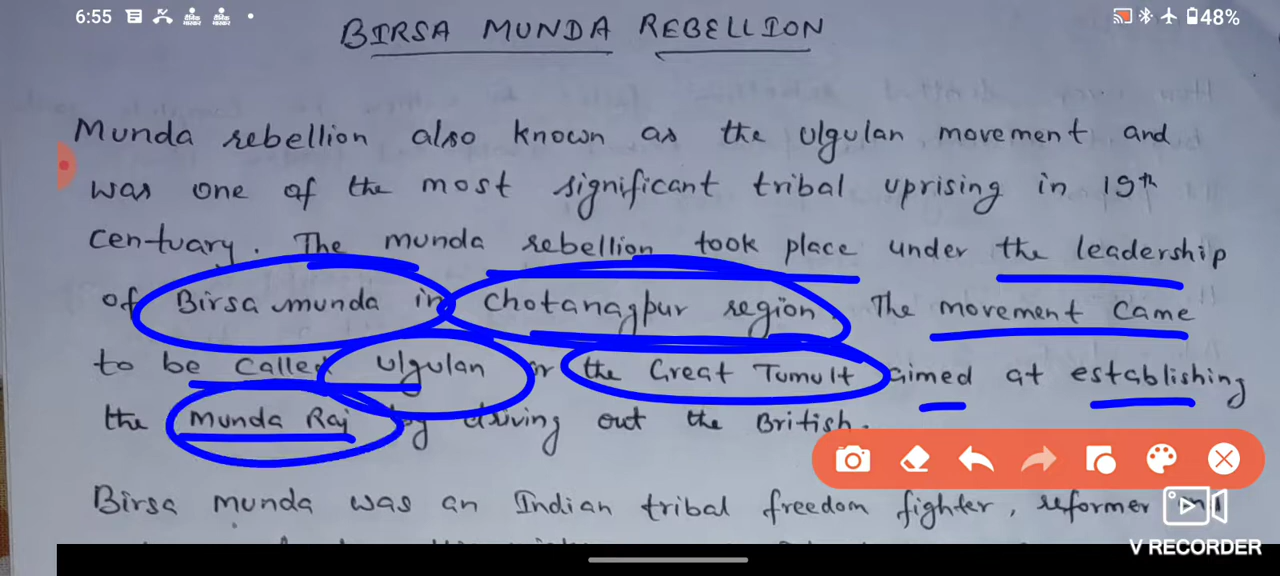 6:55
48%
BIRSA MUNDA REBELLION
Munda rebellion also known as the Ulgulan movement and
was one of the most significant tribal uprising in 19th
centuary. The munda rebellion took place under the leadership
of Birsa munda in Chotanagpur region. The movement came
to be called Ulgulan or the Great Tumult aimed at establishing
the Munda Raj by driving out the British.
Birsa munda was an Indian tribal freedom fighter, reformer and
V RECORDER